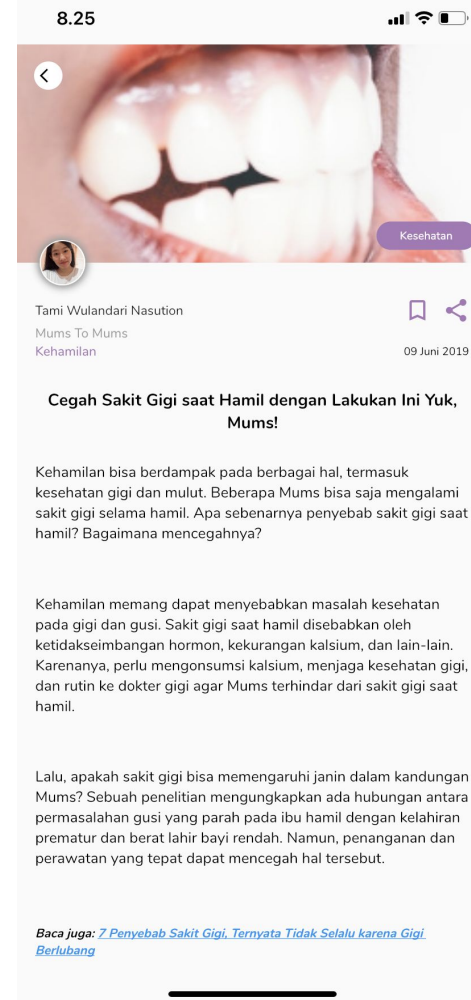 8.25
Kesehatan
Tami Wulandari Nasution
Mums To Mums
Kehamilan
09 Juni 2019
Cegah Sakit Gigi saat Hamil dengan Lakukan Ini Yuk,
Mums!
Kehamilan bisa berdampak pada berbagai hal, termasuk
kesehatan gigi dan mulut. Beberapa Mums bisa saja mengalami
sakit gigi selama hamil. Apa sebenarnya penyebab sakit gigi saat
hamil? Bagaimana mencegahnya?
Kehamilan memang dapat menyebabkan masalah kesehatan
pada gigi dan gusi. Sakit gigi saat hamil disebabkan oleh
ketidakseimbangan hormon, kekurangan kalsium, dan lain-lain.
Karenanya, perlu mengonsumsi kalsium, menjaga kesehatan gigi,
dan rutin ke dokter gigi agar Mums terhindar dari sakit gigi saat
hamil.
Lalu, apakah sakit gigi bisa memengaruhi janin dalam kandungan
Mums? Sebuah penelitian mengungkapkan ada hubungan antara
permasalahan gusi yang parah pada ibu hamil dengan kelahiran
prematur dan berat lahir bayi rendah. Namun, penanganan dan
perawatan yang tepat dapat mencegah hal tersebut.
Baca juga: 7 Penyebab Sakit Gigi, Ternyata Tidak Selalu karena Gigi
Berlubang